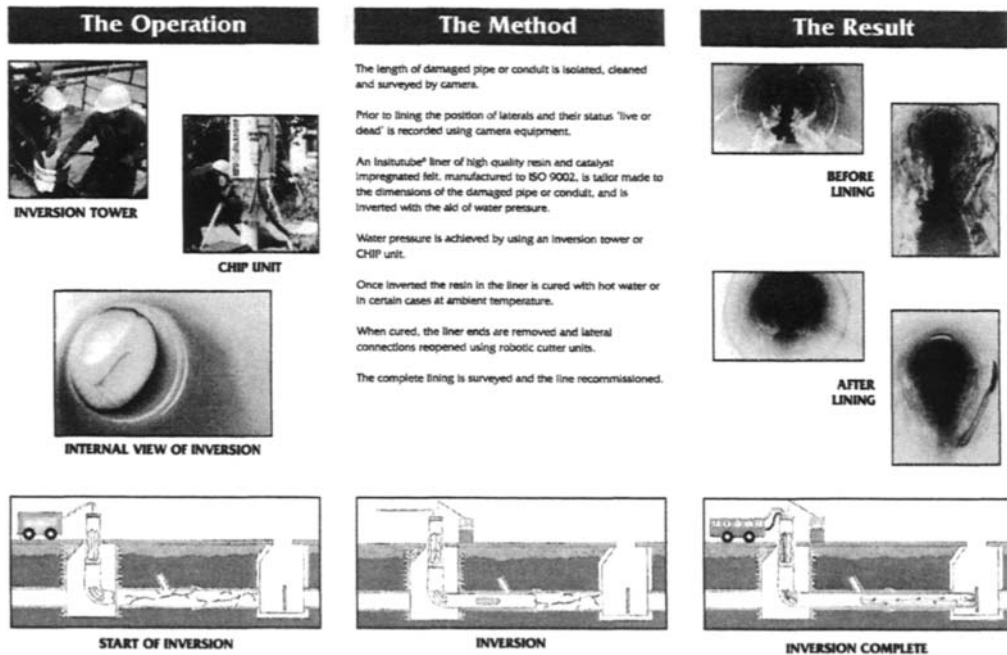 The Operation
INVERSION TOWER
CHIP UNIT
INTERNAL VIEW OF INVERSION
The Method
The length of damaged pipe or conduit is isolated, cleaned
and surveyed by camera.
Prior to lining the position of laterals and their status 'live or
dead' is recorded using camera equipment.
An Insitutube® liner of high quality resin and catalyst
impregnated felt, manufactured to ISO 9002, is tailor made to
the dimensions of the damaged pipe or conduit, and is
inverted with the aid of water pressure.
Water pressure is achieved by using an inversion tower or
CHIP unit.
Once inverted the resin in the liner is cured with hot water or
in certain cases at ambient temperature.
When cured, the liner ends are removed and lateral
connections reopened using robotic cutter units.
The complete lining is surveyed and the line recommissioned.
The Result
BEFORE
LINING
AFTER
LINING
START OF INVERSION
INVERSION
INVERSION COMPLETE